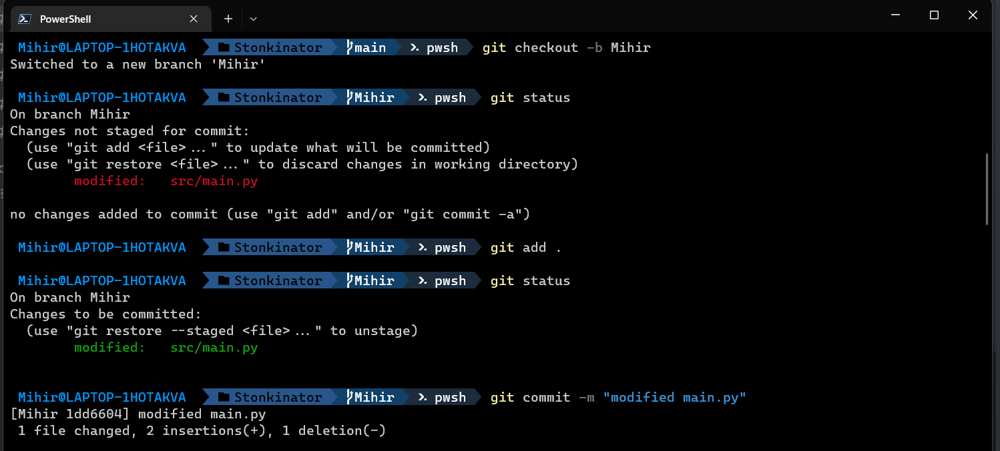 PowerShell
Mihir@LAPTOP-1HOTAKVA Stonkinator main pwsh git checkout -b Mihir
Switched to a new branch 'Mihir'
Mihir@LAPTOP-1HOTAKVA Stonkinator Mihir pwsh git status
On branch Mihir
Changes not staged for commit:
(use "git add <file>..." to update what will be committed)
(use "git restore <file>..." to discard changes in working directory)
modified: src/main.py
no changes added to commit (use "git add" and/or "git commit -a")
Mihir@LAPTOP-1HOTAKVA Stonkinator Mihir pwsh git add .
Mihir@LAPTOP-1HOTAKVA Stonkinator Mihir pwsh git status
On branch Mihir
Changes to be committed:
(use "git restore --staged <file>..." to unstage)
modified: src/main.py
Mihir@LAPTOP-1HOTAKVA Stonkinator Mihir pwsh git commit -m "modified main.py"
[Mihir 1dd6604] modified main.py
1 file changed, 2 insertions(+), 1 deletion(-)